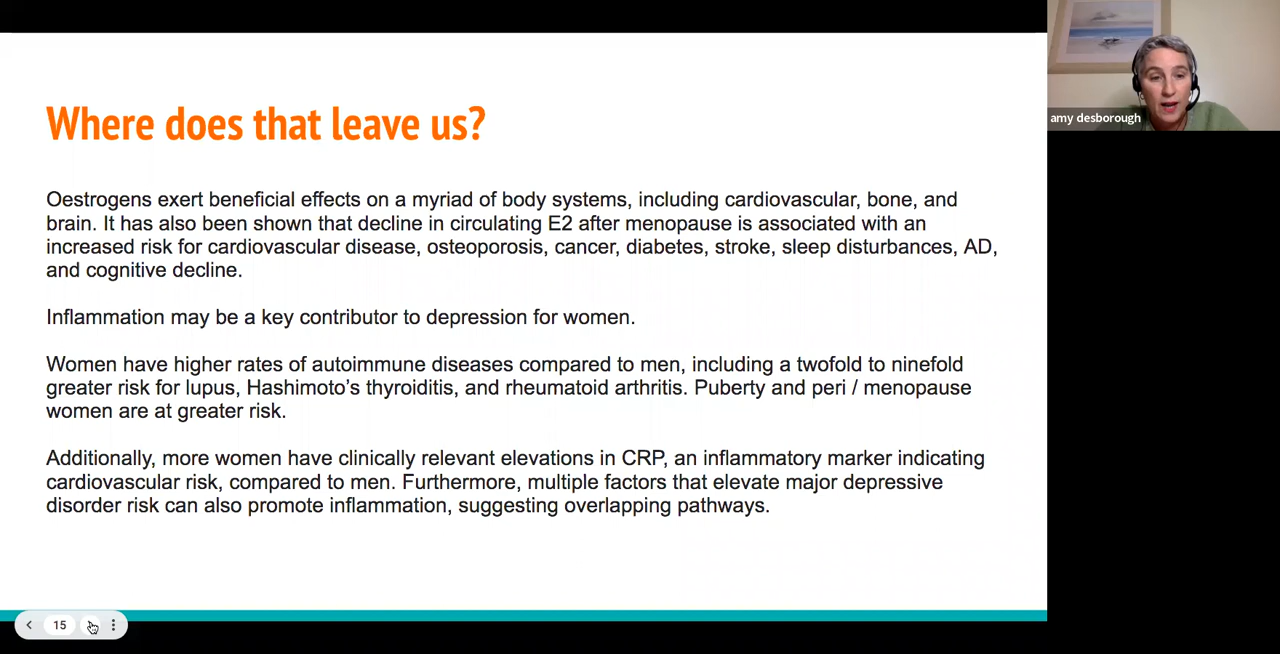 Where does that leave us?
Oestrogens exert beneficial effects on a myriad of body systems, including cardiovascular, bone, and
brain. It has also been shown that decline in circulating E2 after menopause is associated with an
increased risk for cardiovascular disease, osteoporosis, cancer, diabetes, stroke, sleep disturbances, AD,
and cognitive decline.
Inflammation may be a key contributor to depression for women.
Women have higher rates of autoimmune diseases compared to men, including a twofold to ninefold
greater risk for lupus, Hashimoto’s thyroiditis, and rheumatoid arthritis. Puberty and peri / menopause
women are at greater risk.
Additionally, more women have clinically relevant elevations in CRP, an inflammatory marker indicating
cardiovascular risk, compared to men. Furthermore, multiple factors that elevate major depressive
disorder risk can also promote inflammation, suggesting overlapping pathways.
15
amy desborough